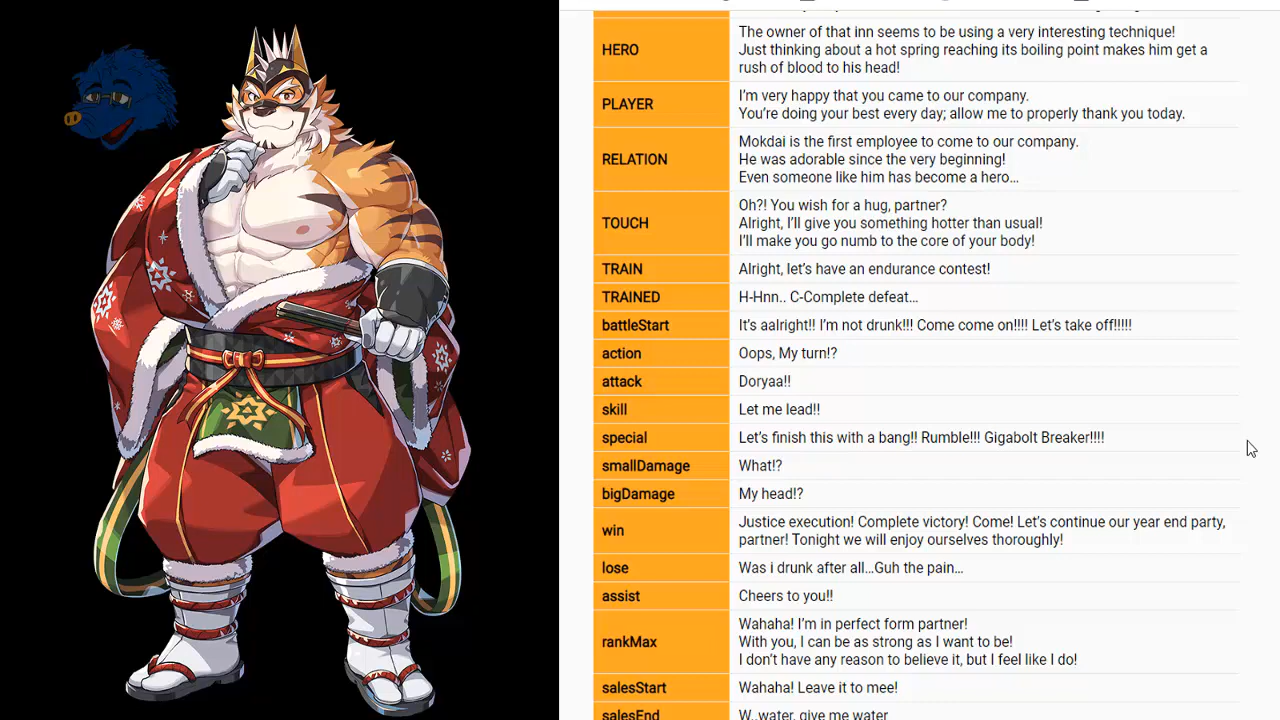 HERO
The owner of that inn seems to be using a very interesting technique!
Just thinking about a hot spring reaching its boiling point makes him get a
rush of blood to his head!
PLAYER
I'm very happy that you came to our company.
You're doing your best every day; allow me to properly thank you today.
RELATION
Mokdai is the first employee to come to our company.
He was adorable since the very beginning!
Even someone like him has become a hero...
TOUCH
Oh?! You wish for a hug, partner?
Alright, I'll give you something hotter than usual!
I'll make you go numb to the core of your body!
TRAIN
Alright, let's have an endurance contest!
TRAINED
H-Hnn.. C-Complete defeat...
battleStart
It's aalright!! I'm not drunk!!! Come come on!!!! Let's take off!!!!!
action
Oops, My turn!?
attack
Doryaa!!
skill
Let me lead!!
special
Let's finish this with a bang!! Rumble!!! Gigabolt Breaker!!!!
smallDamage
What!?
bigDamage
My head!?
win
Justice execution! Complete victory! Come! Let's continue our year end party,
partner! Tonight we will enjoy ourselves thoroughly!
lose
Was i drunk after all...Guh the pain...
assist
Cheers to you!!
rankMax
Wahaha! I'm in perfect form partner!
With you, I can be as strong as I want to be!
I don't have any reason to believe it, but I feel like I do!
salesStart
Wahaha! Leave it to mee!
salesEnd
W..water, give me water